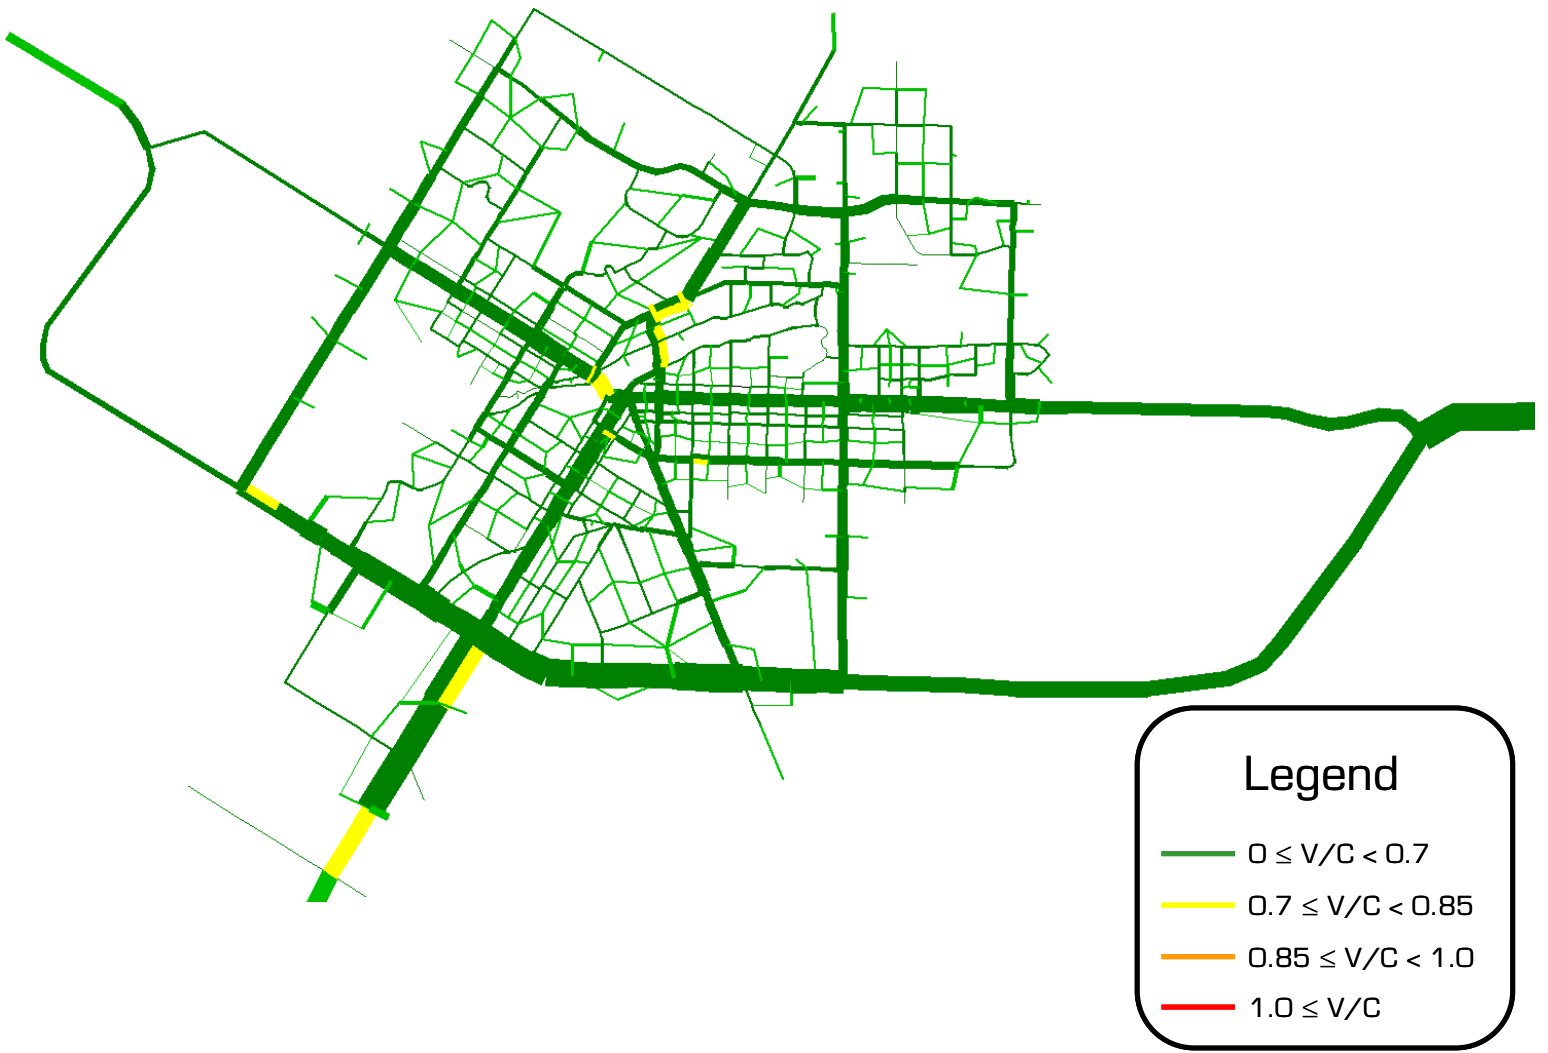 Legend
0 ≤ V/C < 0.7
0.7 ≤ V/C < 0.85
0.85 ≤ V/C < 1.0
1.0 ≤ V/C